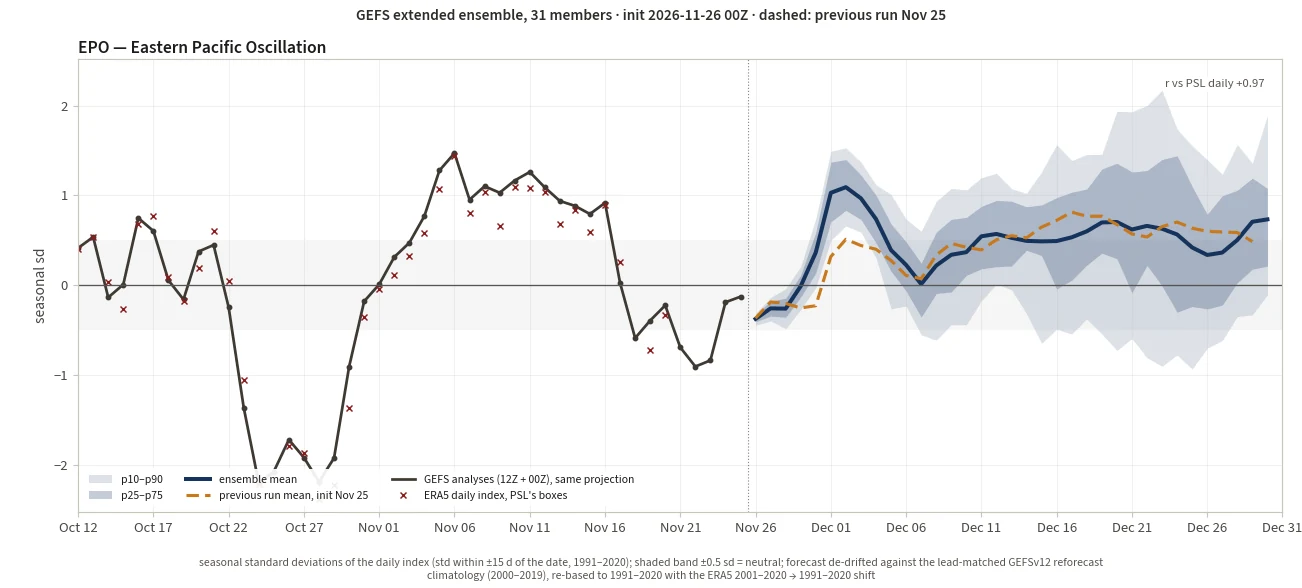 GEFS extended ensemble, 31 members · init 2026-11-26 00Z · dashed: previous run Nov 25
EPO — Eastern Pacific Oscillation
r vs PSL daily +0.97
seasonal sd
2
1
0
−1
−2
p10–p90
ensemble mean
GEFS analyses (12Z + 00Z), same projection
p25–p75
previous run mean, init Nov 25
ERA5 daily index, PSL's boxes
Oct 12 Oct 17 Oct 22 Oct 27 Nov 01 Nov 06 Nov 11 Nov 16 Nov 21 Nov 26 Dec 01 Dec 06 Dec 11 Dec 16 Dec 21 Dec 26 Dec 31
seasonal standard deviations of the daily index (std within ±15 d of the date, 1991–2020); shaded band ±0.5 sd = neutral; forecast de-drifted against the lead-matched GEFSv12 reforecast
climatology (2000–2019), re-based to 1991–2020 with the ERA5 2001–2020 → 1991–2020 shift